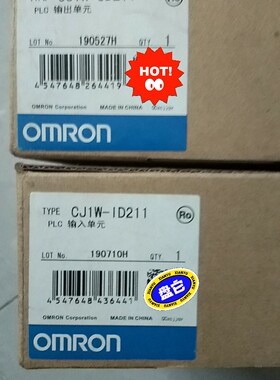 PLC 输出单元
LOT No. 190527H QTY 1
4 547648 264419
HOT!
OMRON Corporation MADE IN CHINA
OMRON
TYPE CJ1W-ID211
PLC 输入单元
LOT No. 190710H QTY 1
4 547648 436441
盘它
OMRON Corporation MADE IN CHINA
OMRON